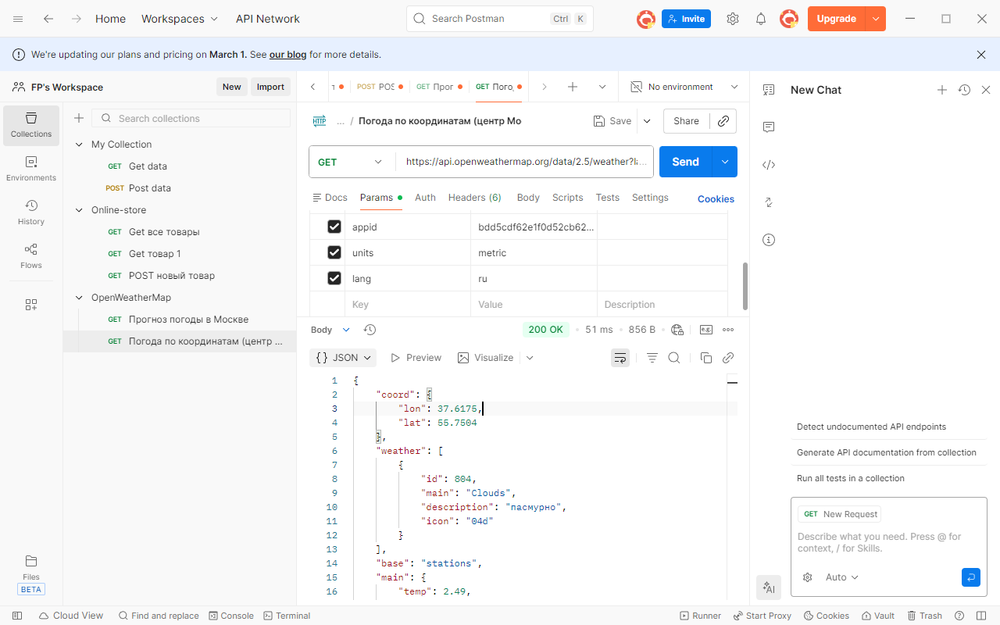 Home
Workspaces
API Network
Search Postman
Ctrl
K
Invite
Upgrade
We're updating our plans and pricing on March 1. See our blog for more details.
FP's Workspace
New
Import
POST
GET
GET
No environment
New Chat
Collections
Environments
History
Flows
Files
BETA
Search collections
My Collection
GET Get data
POST Post data
Online-store
GET Get все товары
GET Get товар 1
GET POST новый товар
OpenWeatherMap
GET Прогноз погоды в Москве
GET Погода по координатам (центр ...
HTTP
... / Погода по координатам (центр Мо
Save
Share
GET
https://api.openweathermap.org/data/2.5/weather?l...
Send
Docs
Params
Auth
Headers (6)
Body
Scripts
Tests
Settings
Cookies
appid
bdd5cdf62e1f0d52cb62...
units
metric
lang
ru
Key
Value
Description
Body
200 OK
51 ms
856 B
e.g.
{} JSON
Preview
Visualize
1 {
2 "coord": {
3 "lon": 37.6175,
4 "lat": 55.7504
5 },
6 "weather": [
7 {
8 "id": 804,
9 "main": "Clouds",
10 "description": "пасмурно",
11 "icon": "04d"
12 }
13 ],
14 "base": "stations",
15 "main": {
16 "temp": 2.49,
Detect undocumented API endpoints
Generate API documentation from collection
Run all tests in a collection
GET New Request
Describe what you need. Press @ for
context, / for Skills.
Auto
AI
Cloud View
Find and replace
Console
Terminal
Runner
Start Proxy
Cookies
Vault
Trash